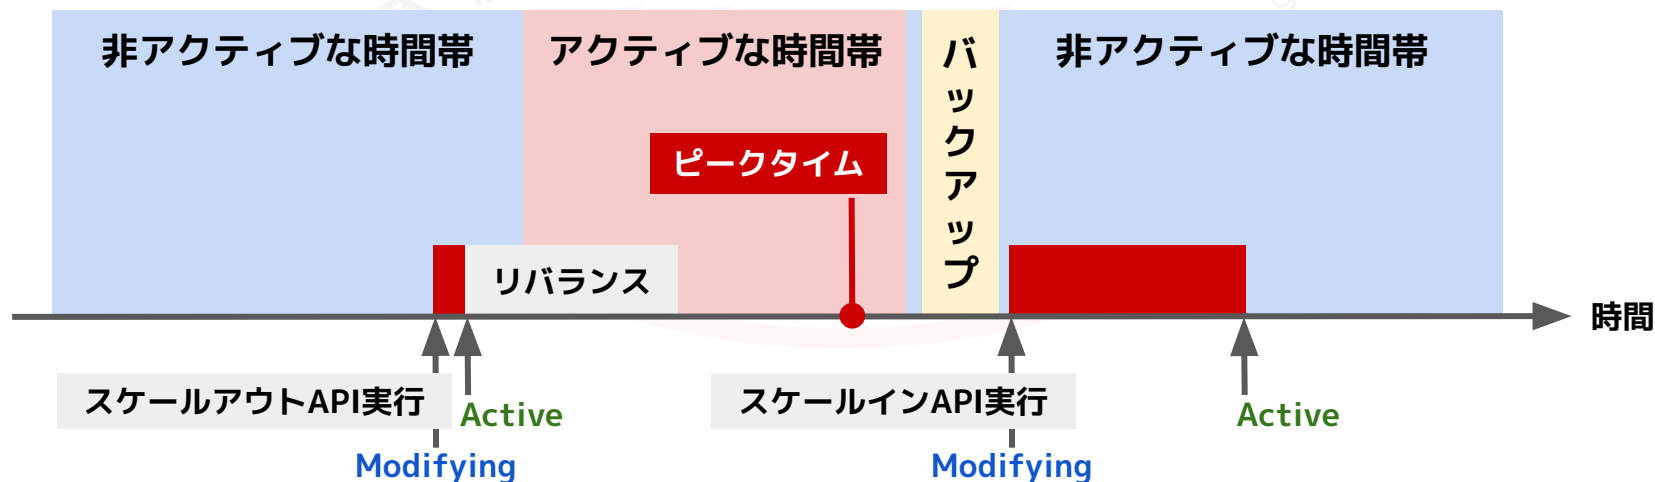 非アクティブな時間帯
アクティブな時間帯
バックアップ
非アクティブな時間帯
ピークタイム
リバランス
時間
スケールアウトAPI実行
Active
Modifying
スケールインAPI実行
Modifying
Active